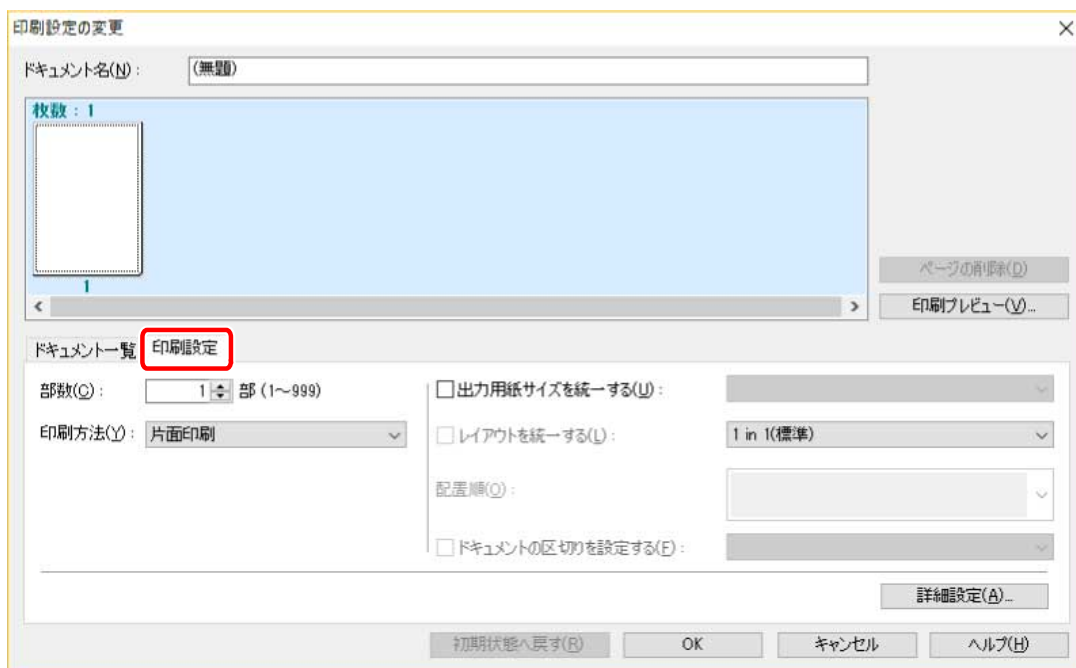 印刷設定の変更
ドキュメント名(N): (無題)
枚数:1
1
ページの削除(D)
印刷プレビュー(V)...
ドキュメント一覧 印刷設定
部数(C): 1 部 (1~999) 出力用紙サイズを統一する(U):
印刷方法(Y): 片面印刷 レイアウトを統一する(L): 1 in 1(標準)
配置順(O):
ドキュメントの区切りを設定する(F):
詳細設定(A)...
初期状態へ戻す(R) OK キャンセル ヘルプ(H)